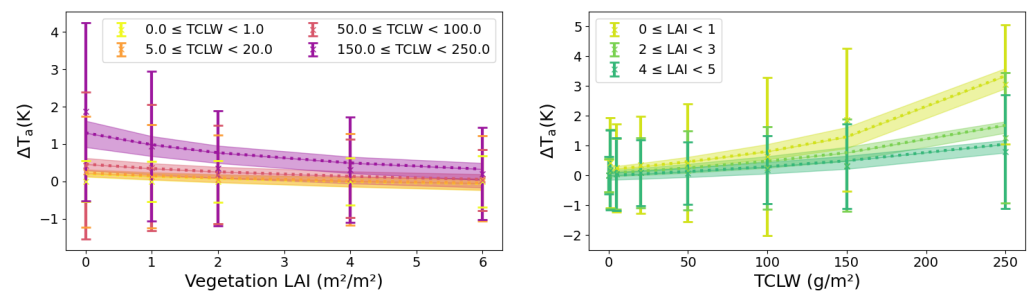 0.0 ≤ TCLW < 1.0
5.0 ≤ TCLW < 20.0
50.0 ≤ TCLW < 100.0
150.0 ≤ TCLW < 250.0
4
3
2
1
0
−1
ΔTₐ(K)
0 1 2 3 4 5 6
Vegetation LAI (m²/m²)
0 ≤ LAI < 1
2 ≤ LAI < 3
4 ≤ LAI < 5
5
4
3
2
1
0
−1
−2
ΔTₐ(K)
0 50 100 150 200 250
TCLW (g/m²)